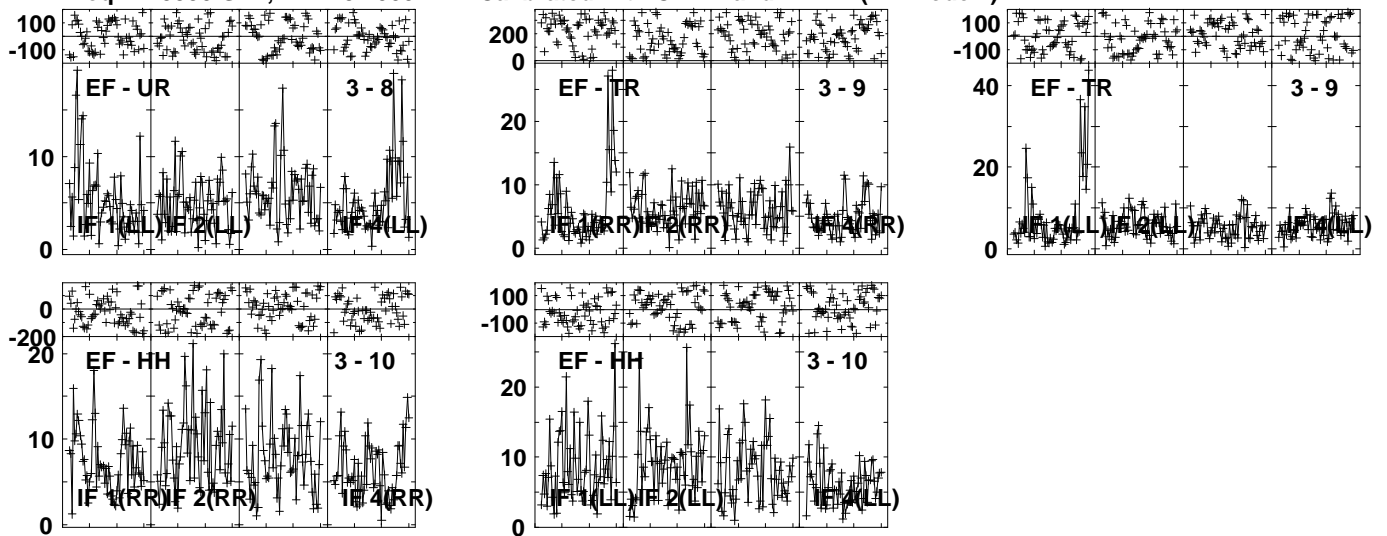 100
-100
EF - UR
3 - 8
10
0
IF 1(LL)
IF 2(LL)
IF 4(LL)
200
0
EF - TR
3 - 9
20
10
0
IF 1(RR)
IF 2(RR)
IF 4(RR)
100
-100
EF - TR
3 - 9
40
20
0
IF 1(LL)
IF 2(LL)
IF 4(LL)
0
-200
EF - HH
3 - 10
20
10
0
IF 1(RR)
IF 2(RR)
IF 4(RR)
100
-100
EF - HH
3 - 10
20
10
0
IF 1(LL)
IF 2(LL)
IF 4(LL)